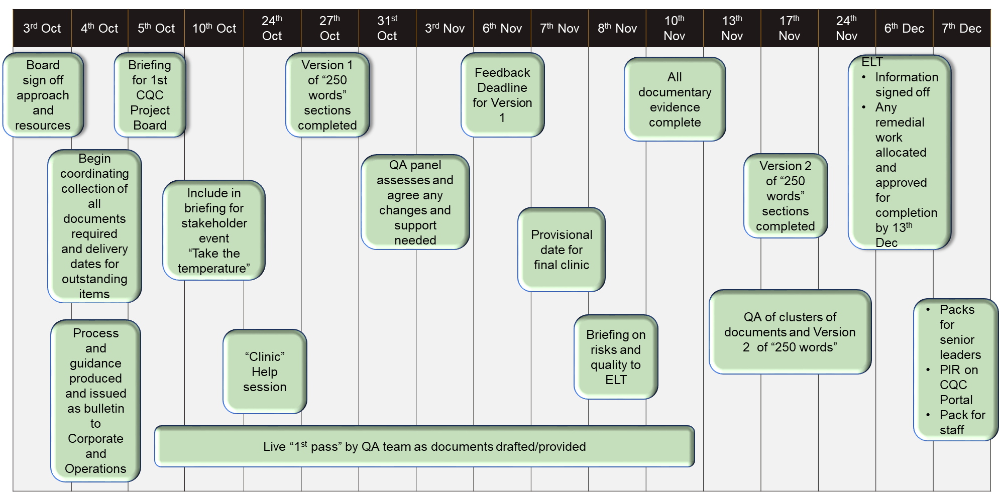 3rd Oct
4th Oct
5th Oct
10th Oct
24th
Oct
27th
Oct
31st
Oct
3rd Nov
6th Nov
7th Nov
8th Nov
10th
Nov
13th
Nov
17th
Nov
24th
Nov
6th Dec
7th Dec
Board
sign off
approach
and
resources
Briefing
for 1st
CQC
Project
Board
Version 1
of “250
words”
sections
completed
Feedback
Deadline
for Version
1
All
documentary
evidence
complete
ELT
• Information
signed off
• Any
remedial
work
allocated
and
approved
for
completion
by 13th
Dec
Begin
coordinating
collection of
all
documents
required
and delivery
dates for
outstanding
items
Include in
briefing for
stakeholder
event
“Take the
temperature”
QA panel
assesses and
agree any
changes and
support
needed
Provisional
date for
final clinic
Version 2
of “250
words”
sections
completed
Process
and
guidance
produced
and issued
as bulletin
to
Corporate
and
Operations
“Clinic”
Help
session
Briefing on
risks and
quality to
ELT
QA of clusters of
documents and Version
2 of “250 words”
• Packs
for
senior
leaders
• PIR on
CQC
Portal
• Pack for
staff
Live “1st pass” by QA team as documents drafted/provided